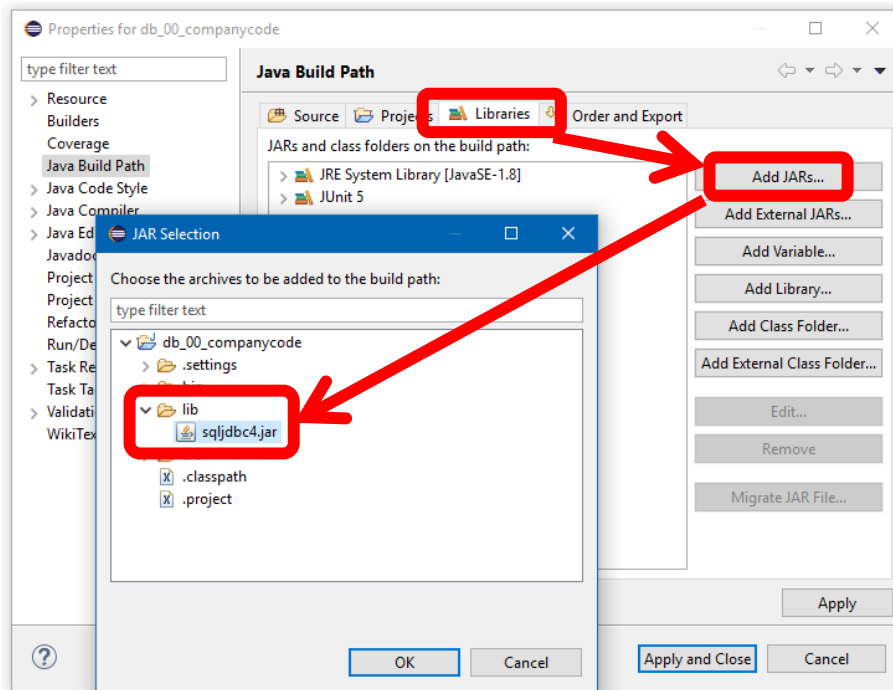 Properties for db_00_companycode
type filter text
Resource
Builders
Coverage
Java Build Path
Java Code Style
Java Compiler
Java Ed
Javadoc
Project
Project
Refacto
Run/De
Task Re
Task Ta
Validati
WikiTex
Java Build Path
Source
Projects
Libraries
Order and Export
JARs and class folders on the build path:
JRE System Library [JavaSE-1.8]
JUnit 5
Add JARs...
Add External JARs...
Add Variable...
Add Library...
Add Class Folder...
Add External Class Folder...
Edit...
Remove
Migrate JAR File...
Apply
Apply and Close
Cancel
JAR Selection
Choose the archives to be added to the build path:
type filter text
db_00_companycode
.settings
lib
sqljdbc4.jar
.classpath
.project
OK
Cancel